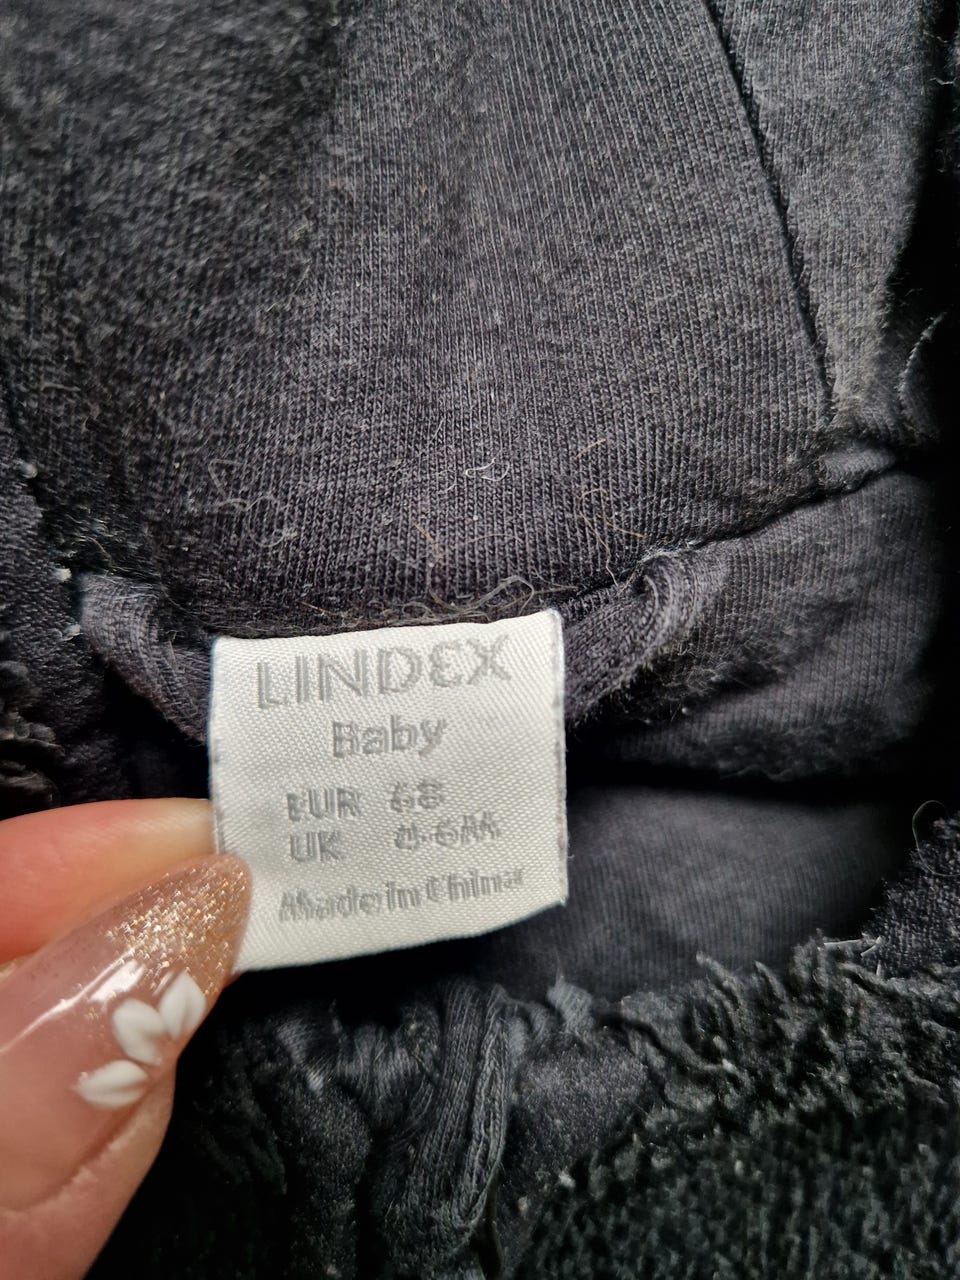 LINDEX
Baby
EUR 68
UK 4-6M
Made in China